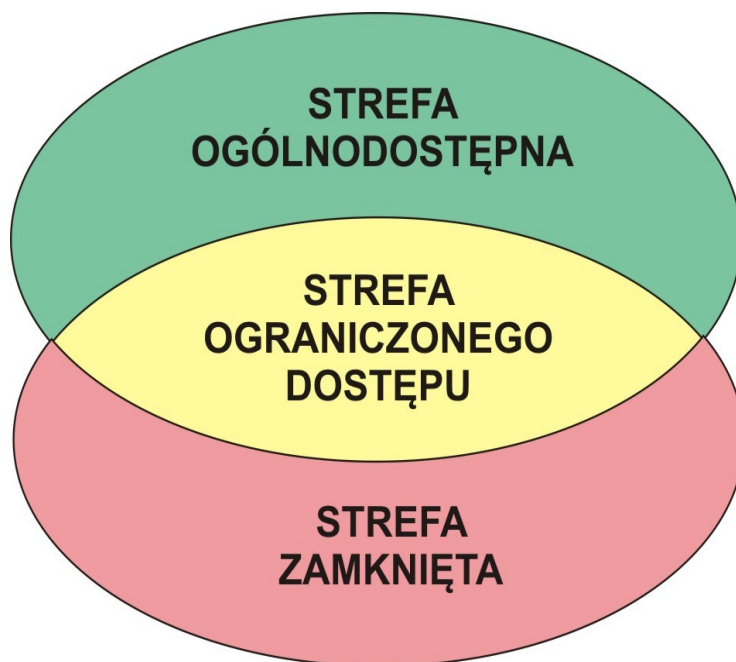 STREFA
OGÓLNODOSTĘPNA
STREFA
OGRANICZONEGO
DOSTĘPU
STREFA
ZAMKNIĘTA